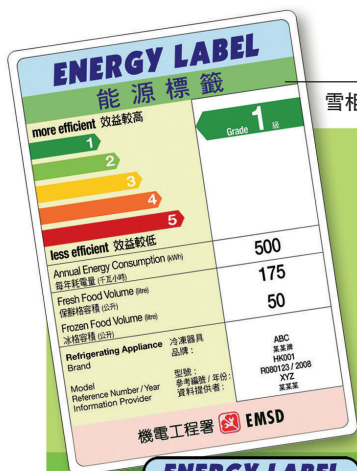 ENERGY LABEL
能源標籤
雪柜
more efficient 效益較高
1
2
3
4
5
less efficient 效益較低
Grade 1 級
Annual Energy Consumption (kWh) 500
每年耗電量 (千瓦小時)
Fresh Food Volume (litre) 175
保鮮格容積 (公升)
Frozen Food Volume (litre) 50
冰格容積 (公升)
Refrigerating Appliance 冷凍器具
Brand 品牌： ABC
某某牌
Model 型號： HK001
Reference Number / Year 參考編號 / 年份： R080123 / 2008
Information Provider 資料提供者： XYZ
某某某
機電工程署 EMSD
ENERGY LABEL